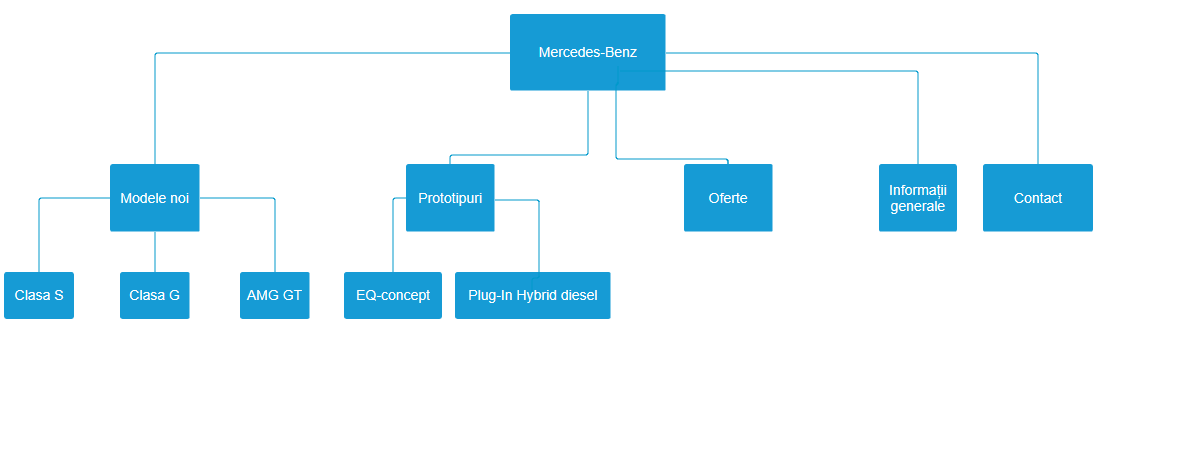 Mercedes-Benz
Modele noi
Prototipuri
Oferte
Informații
generale
Contact
Clasa S
Clasa G
AMG GT
EQ-concept
Plug-In Hybrid diesel